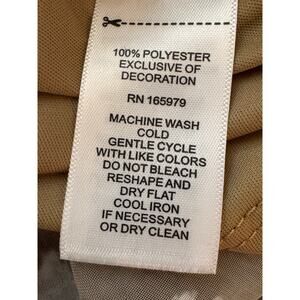 100% POLYESTER
EXCLUSIVE OF
DECORATION
RN 165979
MACHINE WASH
COLD
GENTLE CYCLE
WITH LIKE COLORS
DO NOT BLEACH
RESHAPE AND
DRY FLAT
COOL IRON
IF NECESSARY
OR DRY CLEAN